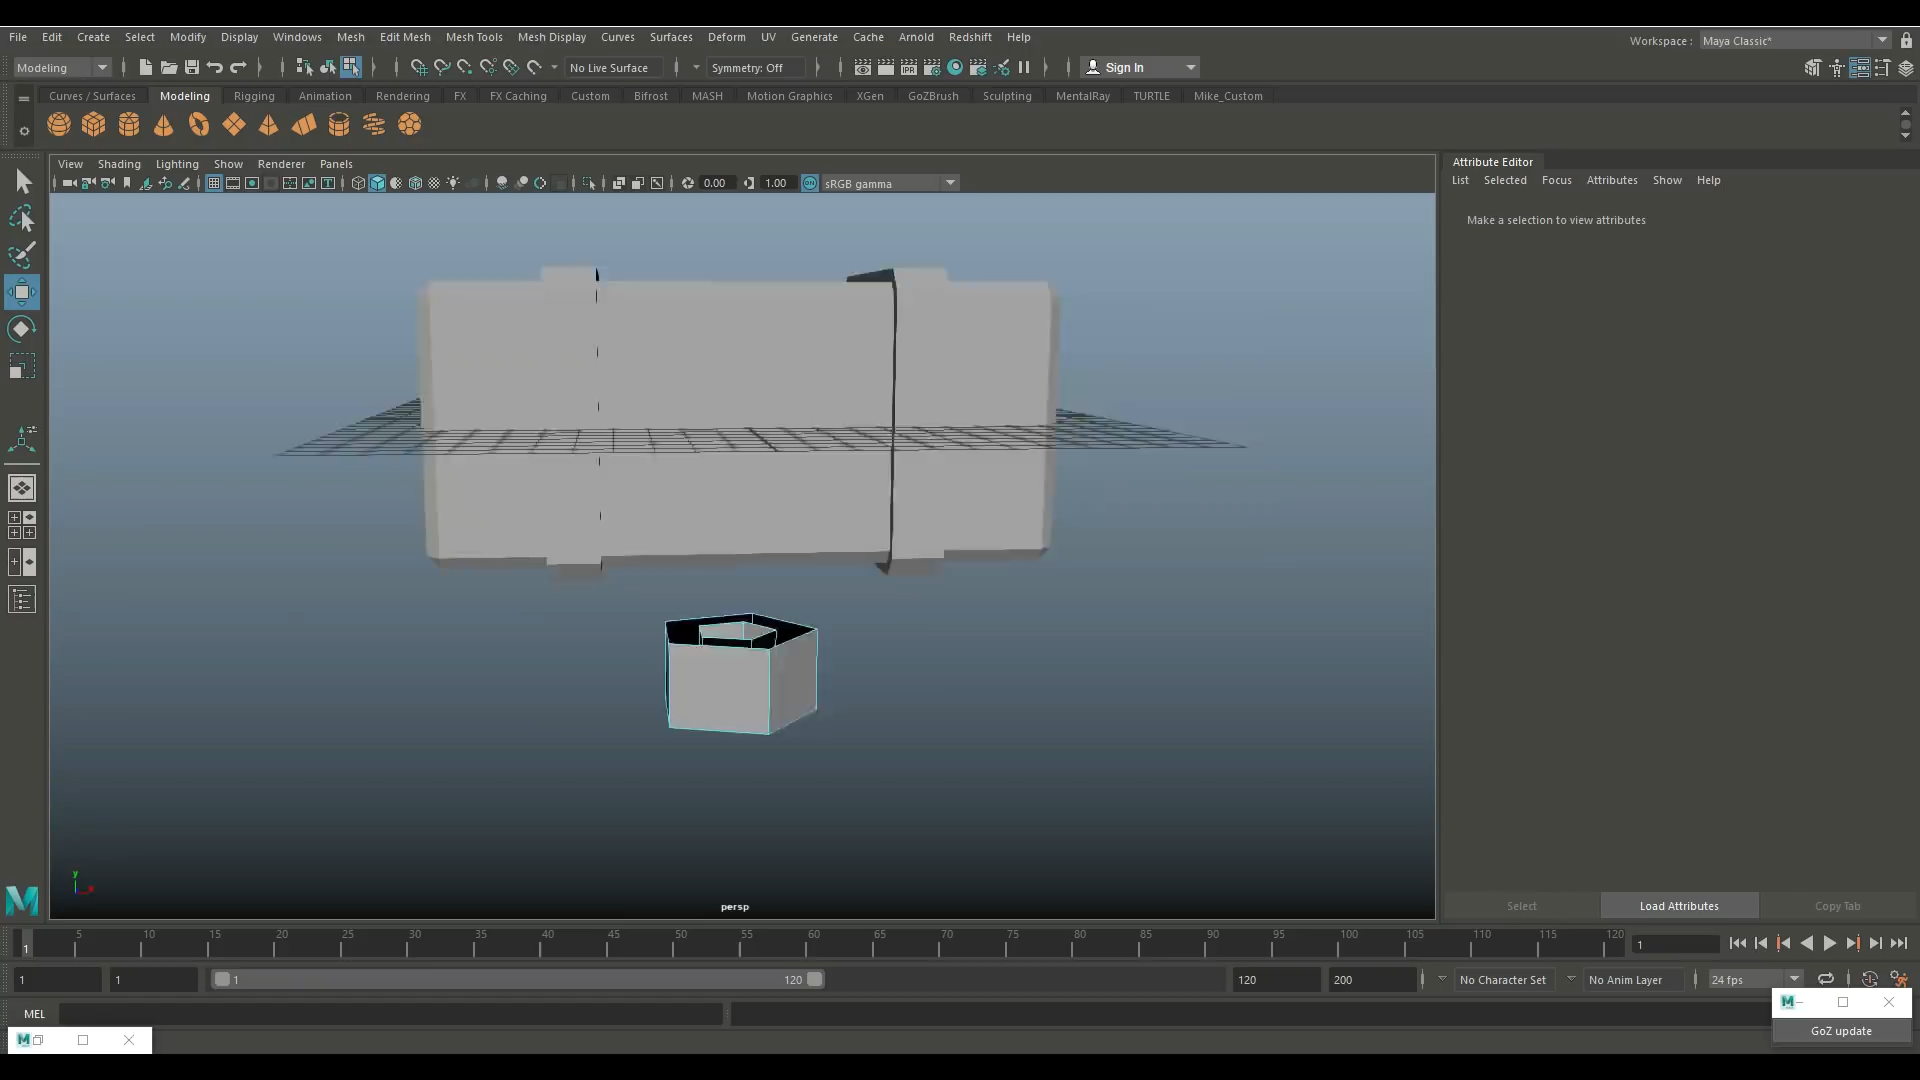 File Edit Create Select Modify Display Windows Mesh Edit Mesh Mesh Tools Mesh Display Curves Surfaces Deform UV Generate Cache Arnold Redshift Help
Workspace : Maya Classic*
Modeling No Live Surface Symmetry: Off IPR Sign In
Curves / Surfaces Modeling Rigging Animation Rendering FX FX Caching Custom Bifrost MASH Motion Graphics XGen GoZBrush Sculpting MentalRay TURTLE Mike_Custom
View Shading Lighting Show Renderer Panels
0.00 1.00 ON sRGB gamma
Attribute Editor
List Selected Focus Attributes Show Help
Make a selection to view attributes
y
x
persp
Select Load Attributes Copy Tab
1 5 10 15 20 25 30 35 40 45 50 55 60 65 70 75 80 85 90 95 100 105 110 115 120 1
1 1 1 120 120 200 No Character Set No Anim Layer 24 fps
MEL
GoZ update